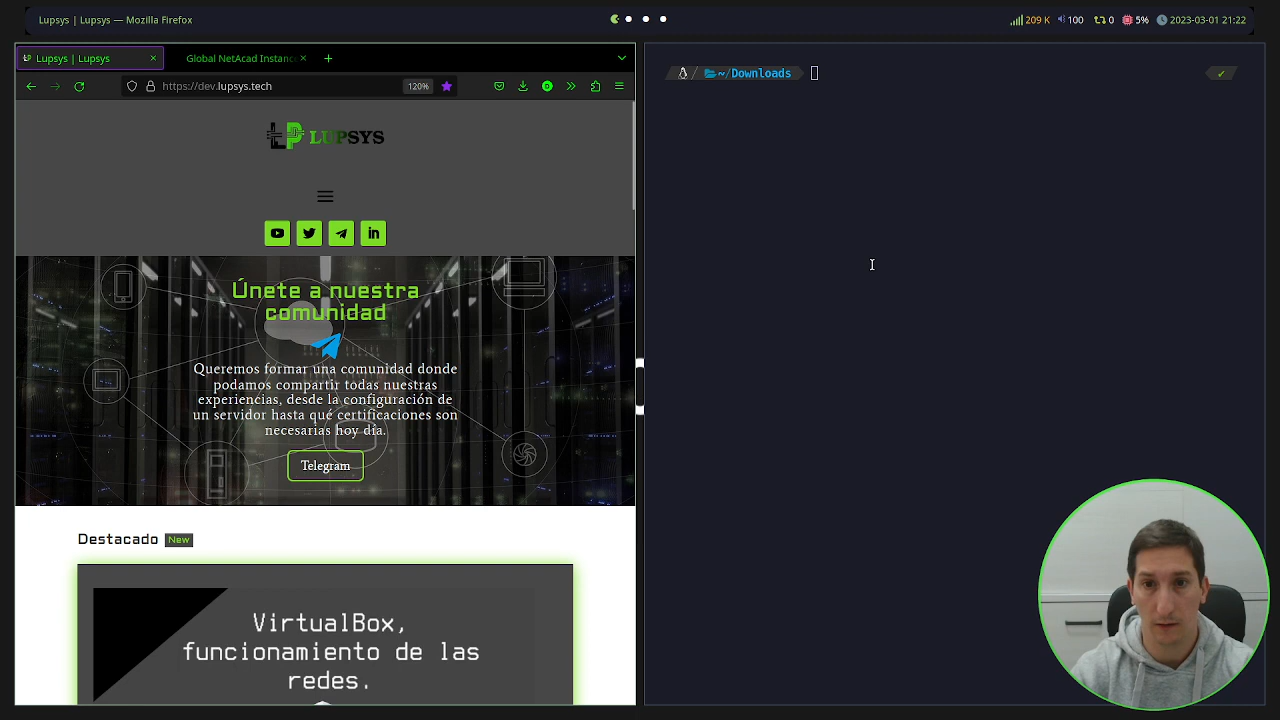 Lupsys | Lupsys — Mozilla Firefox
209 K 100 0 5% 2023-03-01 21:22
Lupsys | Lupsys
Global NetAcad Instanc
https://dev.lupsys.tech
120%
~/Downloads
LUPSYS
Únete a nuestra
comunidad
Queremos formar una comunidad donde
podamos compartir todas nuestras
experiencias, desde la configuración de
un servidor hasta qué certificaciones son
necesarias hoy día.
Telegram
Destacado New
VirtualBox,
funcionamiento de las
redes.